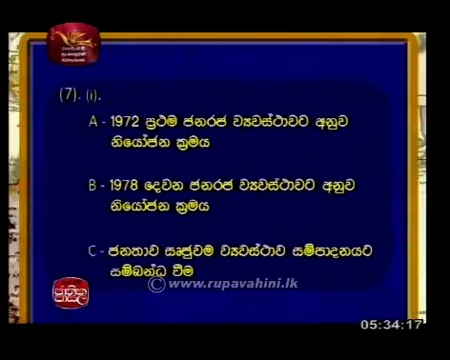 (7). (i).
A - 1972 ප්‍රථම ජනරජ ව්‍යවස්ථාවට අනුව
නියෝජන ක්‍රමය
B - 1978 දෙවන ජනරජ ව්‍යවස්ථාවට අනුව
නියෝජන ක්‍රමය
C - ජනතාව සෘජුවම ව්‍යවස්ථාව සම්පාදනයට
සම්බන්ධ වීම
© www.rupavahini.lk
05:34:17